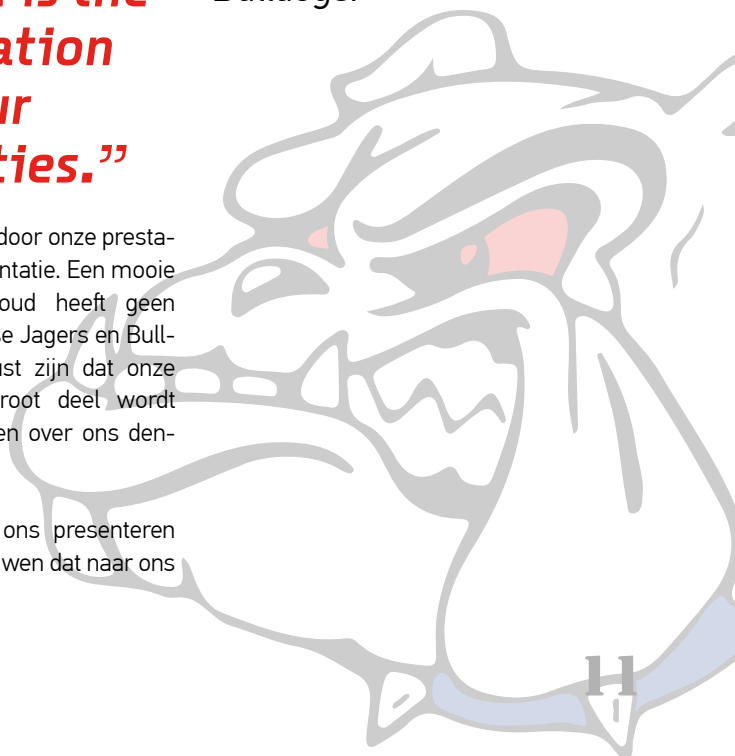 is the
ation
ur
ties.”
door onze presta-
ntatie. Een mooie
oud heeft geen
se Jagers en Bull-
ust zijn dat onze
root deel wordt
en over ons den-
ons presenteren
wen dat naar ons
11